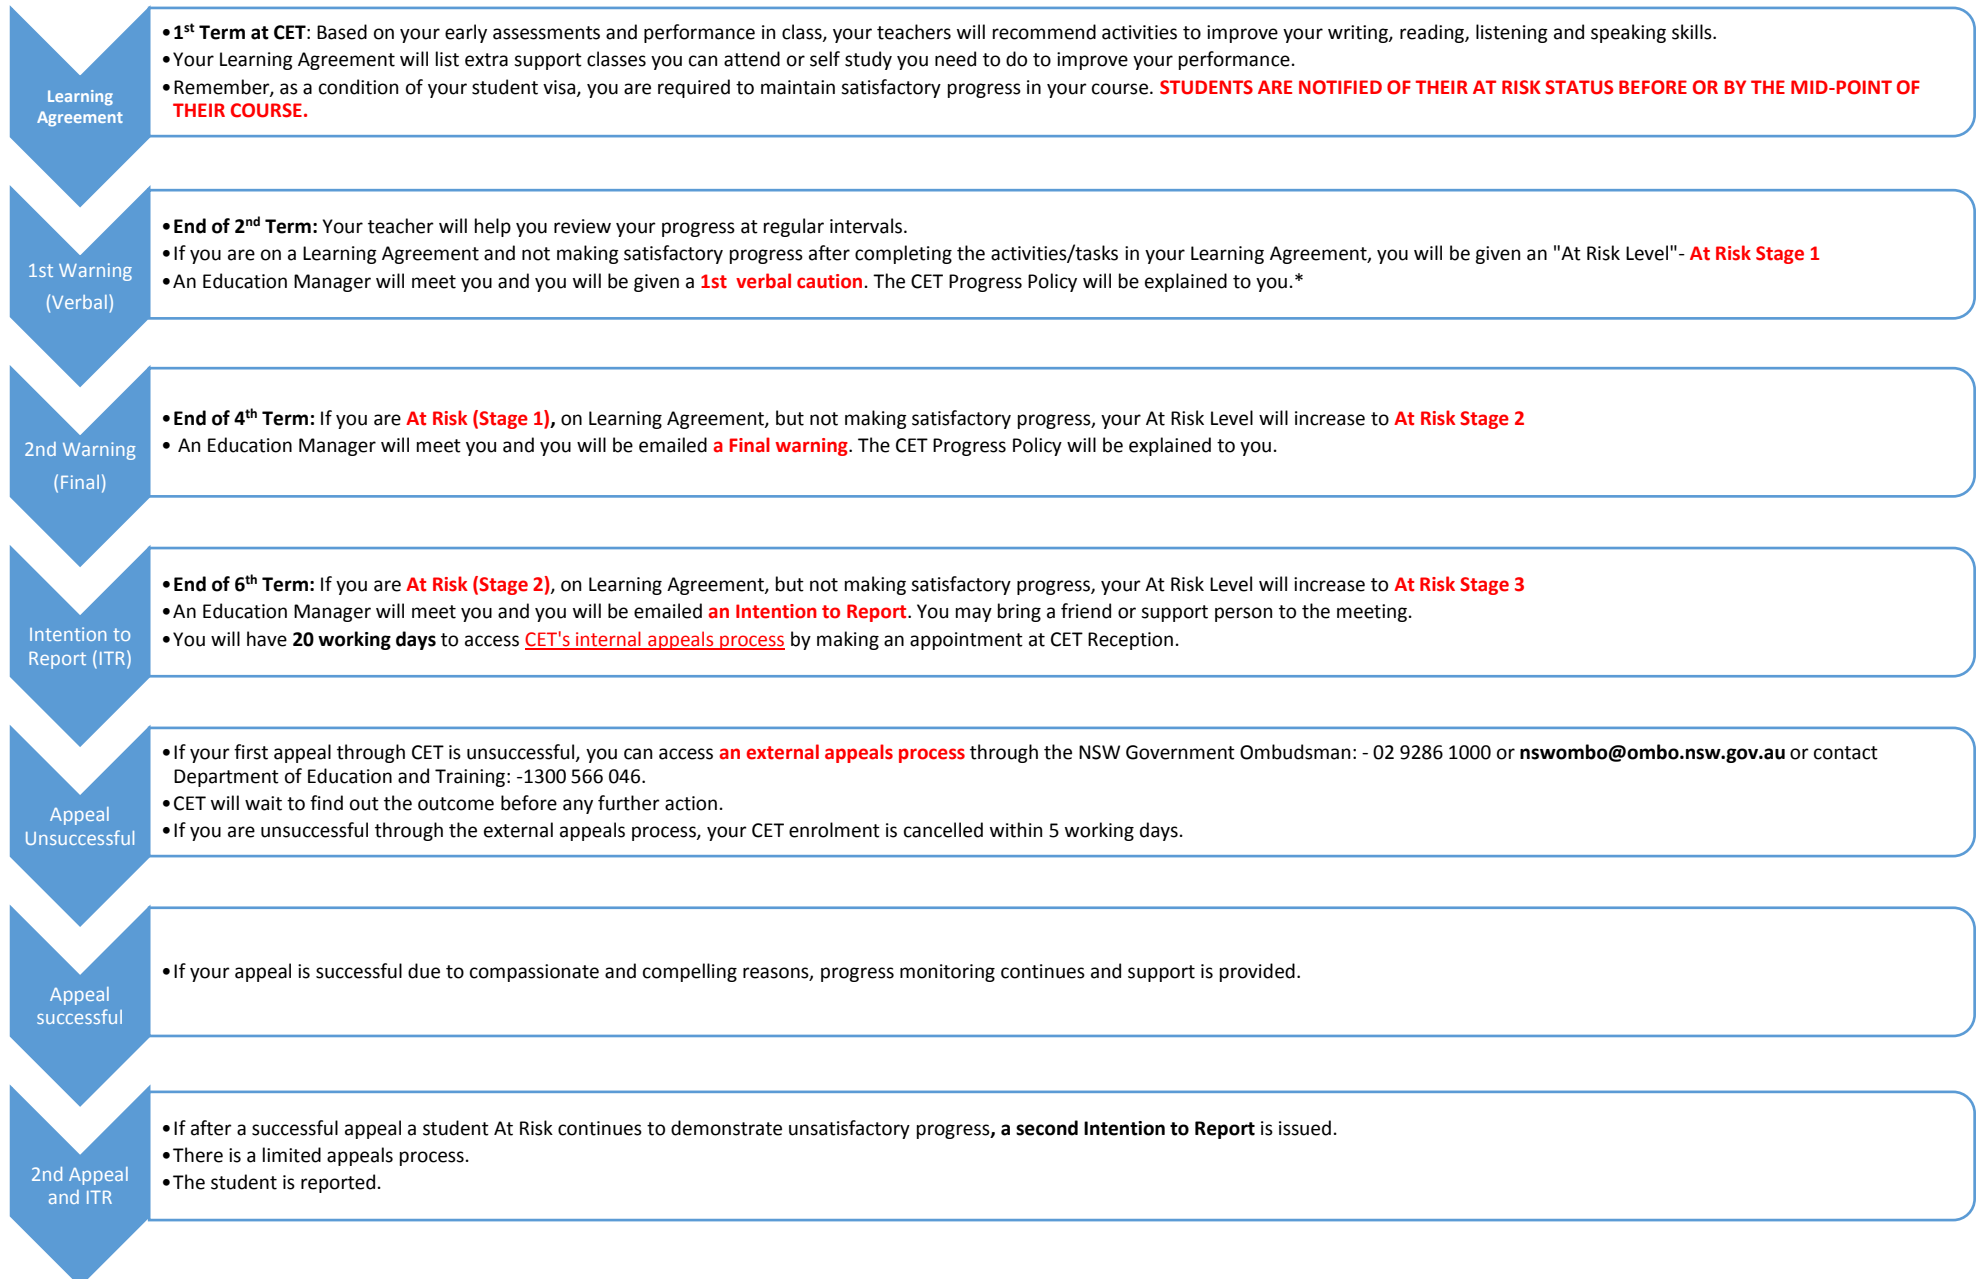 Learning
Agreement
•1st Term at CET: Based on your early assessments and performance in class, your teachers will recommend activities to improve your writing, reading, listening and speaking skills.
•Your Learning Agreement will list extra support classes you can attend or self study you need to do to improve your performance.
•Remember, as a condition of your student visa, you are required to maintain satisfactory progress in your course. STUDENTS ARE NOTIFIED OF THEIR AT RISK STATUS BEFORE OR BY THE MID-POINT OF
THEIR COURSE.
1st Warning
(Verbal)
•End of 2nd Term: Your teacher will help you review your progress at regular intervals.
•If you are on a Learning Agreement and not making satisfactory progress after completing the activities/tasks in your Learning Agreement, you will be given an "At Risk Level"- At Risk Stage 1
•An Education Manager will meet you and you will be given a 1st verbal caution. The CET Progress Policy will be explained to you.*
2nd Warning
(Final)
•End of 4th Term: If you are At Risk (Stage 1), on Learning Agreement, but not making satisfactory progress, your At Risk Level will increase to At Risk Stage 2
• An Education Manager will meet you and you will be emailed a Final warning. The CET Progress Policy will be explained to you.
Intention to
Report (ITR)
•End of 6th Term: If you are At Risk (Stage 2), on Learning Agreement, but not making satisfactory progress, your At Risk Level will increase to At Risk Stage 3
•An Education Manager will meet you and you will be emailed an Intention to Report. You may bring a friend or support person to the meeting.
•You will have 20 working days to access CET's internal appeals process by making an appointment at CET Reception.
Appeal
Unsuccessful
•If your first appeal through CET is unsuccessful, you can access an external appeals process through the NSW Government Ombudsman: - 02 9286 1000 or nswombo@ombo.nsw.gov.au or contact
Department of Education and Training: -1300 566 046.
•CET will wait to find out the outcome before any further action.
•If you are unsuccessful through the external appeals process, your CET enrolment is cancelled within 5 working days.
Appeal
successful
•If your appeal is successful due to compassionate and compelling reasons, progress monitoring continues and support is provided.
2nd Appeal
and ITR
•If after a successful appeal a student At Risk continues to demonstrate unsatisfactory progress, a second Intention to Report is issued.
•There is a limited appeals process.
•The student is reported.